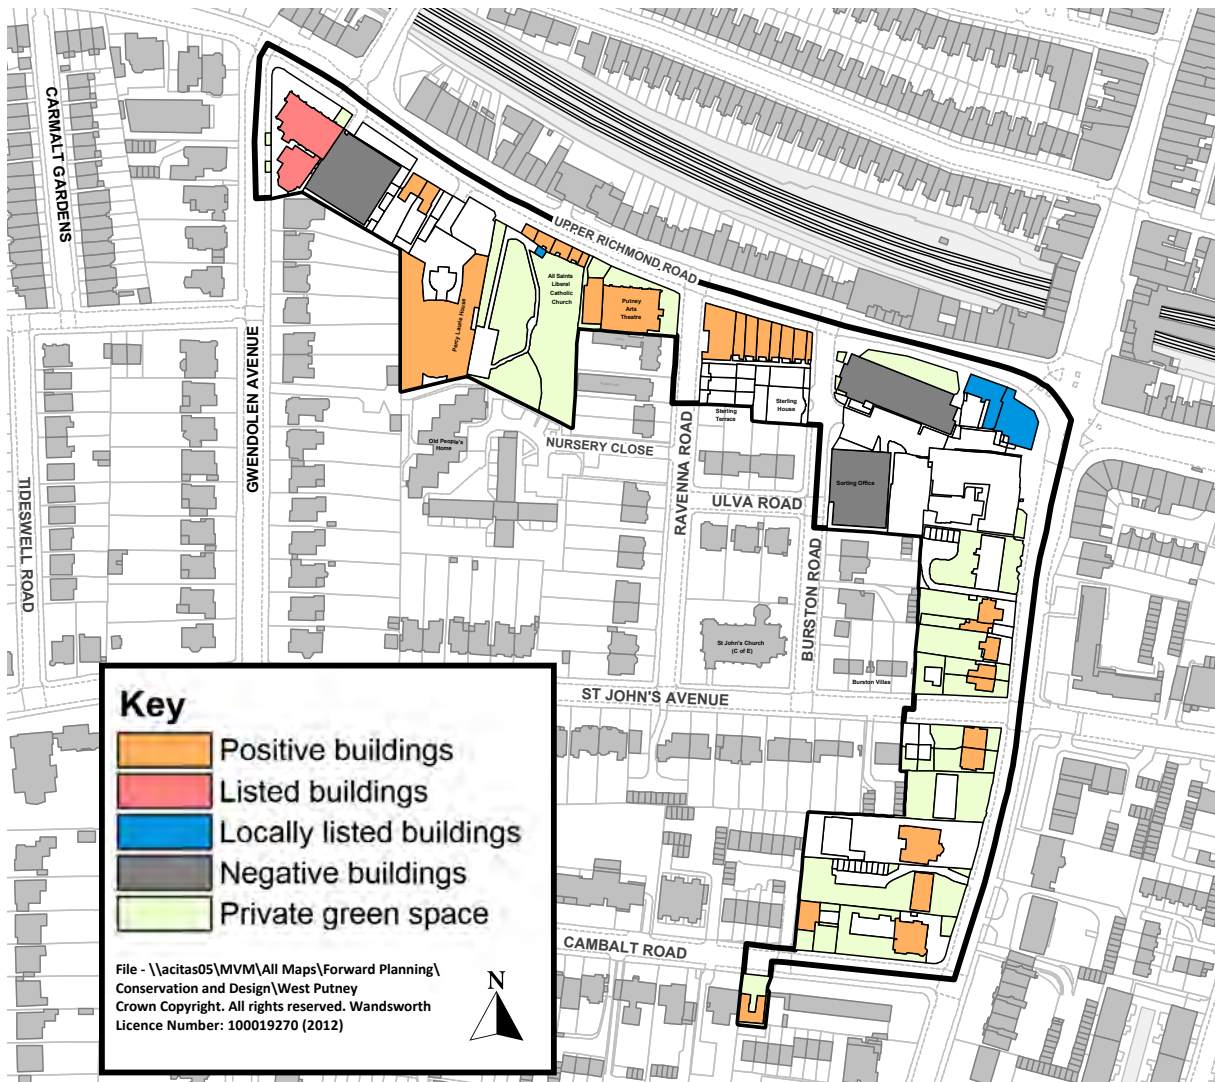 CARMALT GARDENS
UPPER RICHMOND ROAD
All Saints
Liberal
Catholic
Church
Putney
Arts
Theatre
Percy Laurie House
GWENDOLEN AVENUE
Sterling
House
Sterling
Terrace
Old People's
Home
NURSERY CLOSE
RAVENNA ROAD
TIDESWELL ROAD
Sorting Office
ULVA ROAD
BURSTON ROAD
St John's Church
(C of E)
Burston Villas
ST JOHN'S AVENUE
CAMBALT ROAD
Key
Positive buildings
Listed buildings
Locally listed buildings
Negative buildings
Private green space
File - \\acitas05\MVM\All Maps\Forward Planning\
Conservation and Design\West Putney
Crown Copyright. All rights reserved. Wandsworth
Licence Number: 100019270 (2012)
N